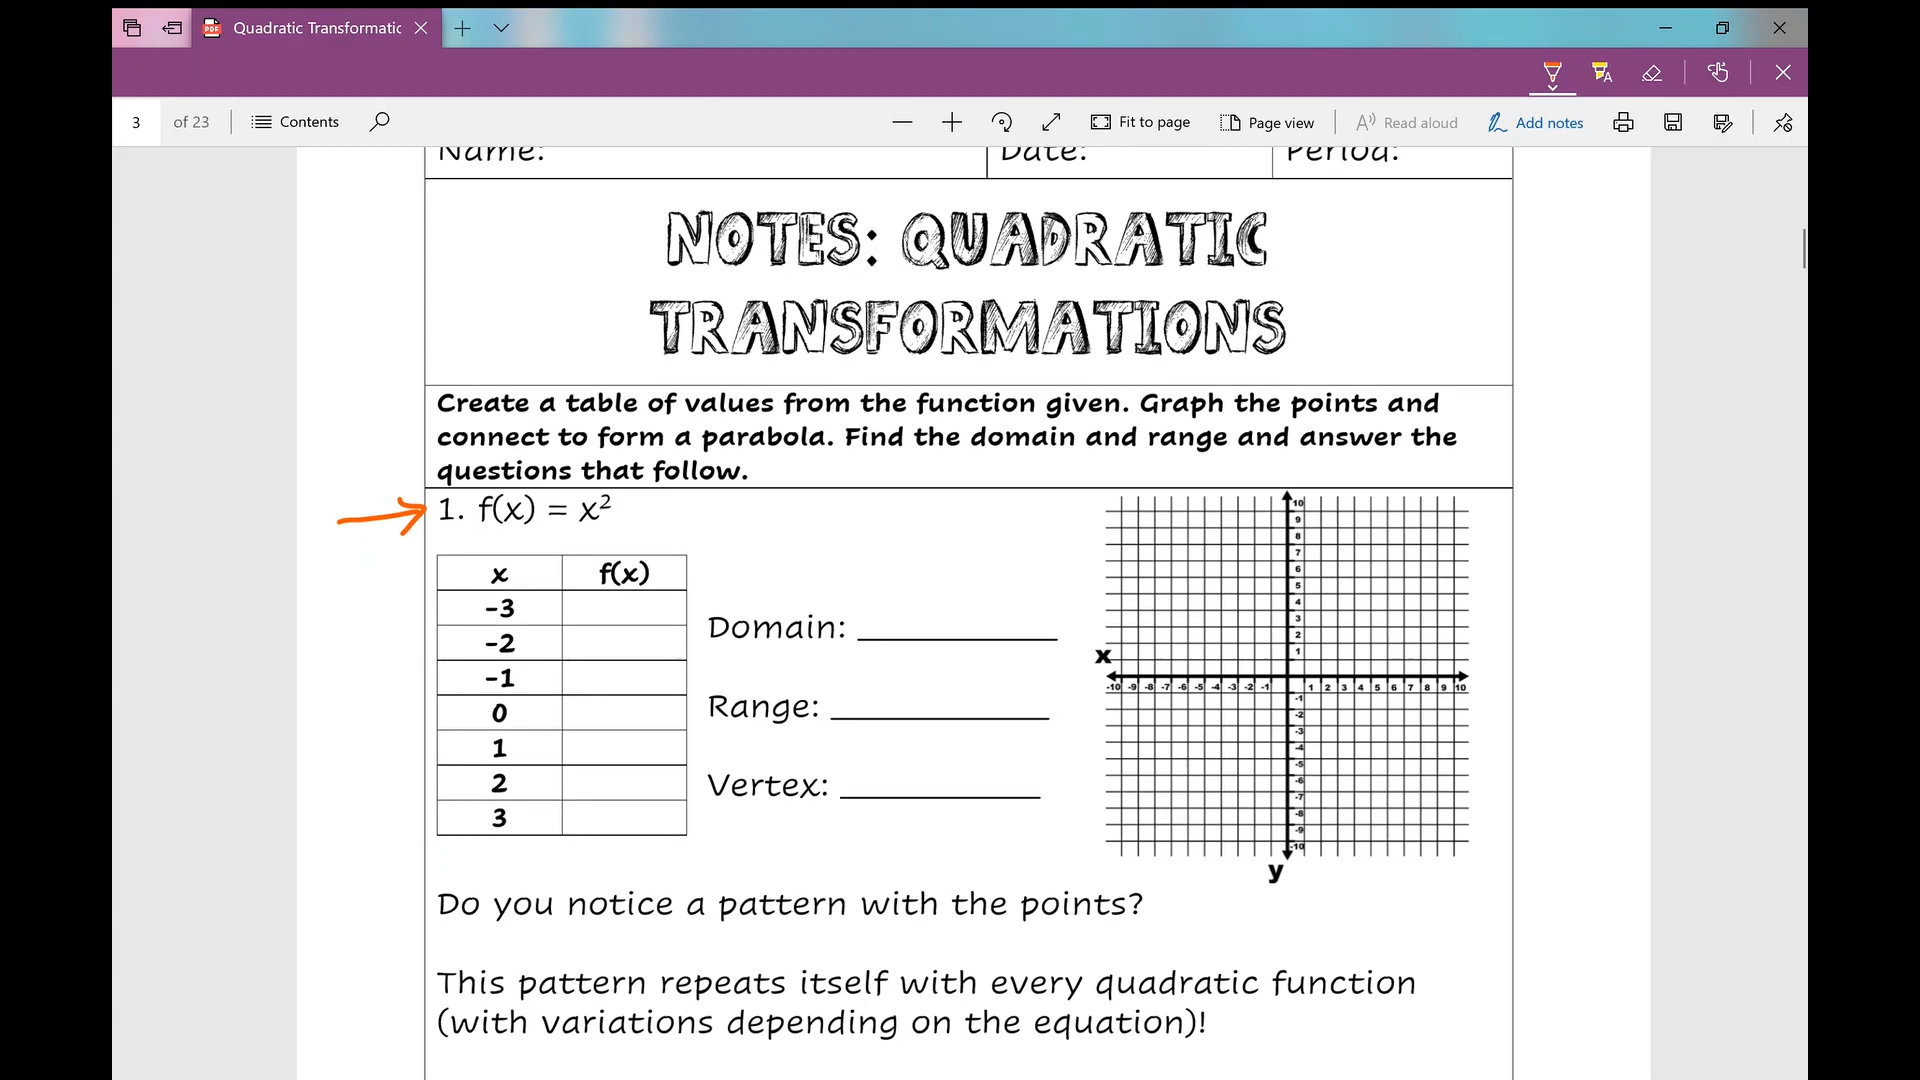 Quadratic Transformatic
3 of 23 Contents Fit to page Page view Read aloud Add notes
Name: Date: Period:
NOTES: QUADRATIC
TRANSFORMATIONS
Create a table of values from the function given. Graph the points and
connect to form a parabola. Find the domain and range and answer the
questions that follow.
1. f(x) = x²
x f(x)
-3
-2
-1
0
1
2
3
Domain: ____________
Range: _____________
Vertex: ____________
10
9
8
7
6
5
4
3
2
1
x
-10 -9 -8 -7 -6 -5 -4 -3 -2 -1 1 2 3 4 5 6 7 8 9 10
-1
-2
-3
-4
-5
-6
-7
-8
-9
-10
y
Do you notice a pattern with the points?
This pattern repeats itself with every quadratic function
(with variations depending on the equation)!